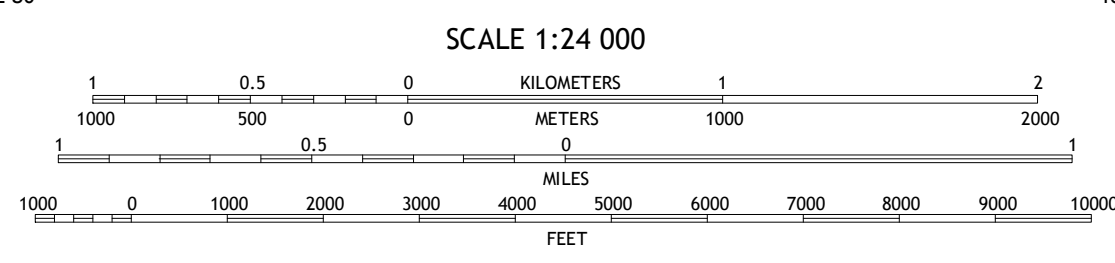 SCALE 1:24 000
1 0.5 0 KILOMETERS 1 2
1000 500 0 METERS 1000 2000
1 0.5 0 1
MILES
1000 0 1000 2000 3000 4000 5000 6000 7000 8000 9000 10000
FEET